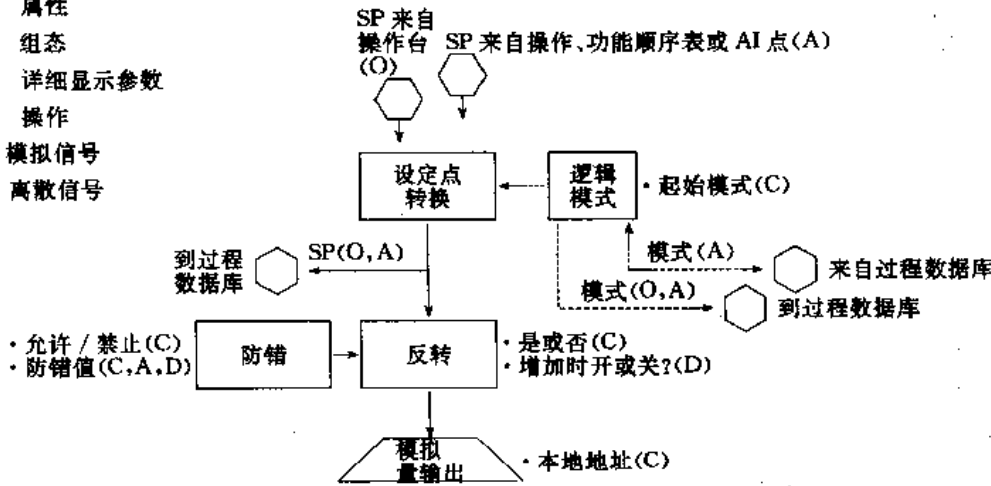 属性
组态
详细显示参数
操作
模拟信号
离散信号
SP 来自
操作台
(O)
SP 来自操作、功能顺序表或 AI 点(A)
设定点
转换
逻辑
模式
·起始模式(C)
到过程
数据库
SP(O,A)
模式(A)
来自过程数据库
模式(O,A)
到过程数据库
·允许/禁止(C)
·防错值(C,A,D)
防错
反转
·是或否(C)
·增加时开或关?(D)
模拟
量输出
·本地地址(C)